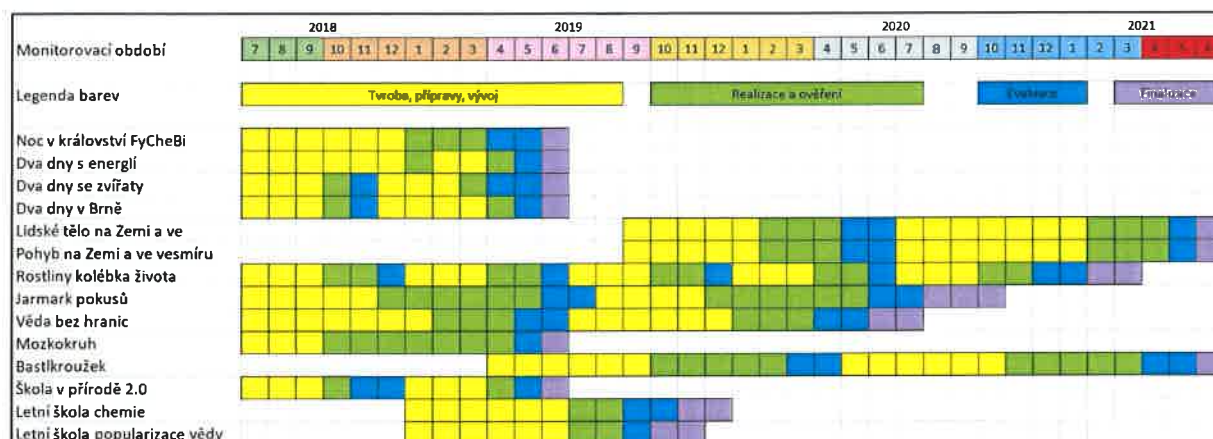 2018 2019 2020 2021
Monitorovací období 7 8 9 10 11 12 1 2 3 4 5 6 7 8 9 10 11 12 1 2 3 4 5 6 7 8 9 10 11 12 1 2 3 4 5
Legenda barev Tvroba, přípravy, vývoj Realizace a ověření Evaluace Finalizace
Noc v království FyCheBi
Dva dny s energlí
Dva dny se zvířaty
Dva dny v Brně
Lidské tělo na Zemi a ve
Pohyb na Zemi a ve vesmíru
Rostliny kolébka života
Jarmark pokusů
Věda bez hranic
Mozkokruh
Bastlkroužek
Škola v přírodě 2.0
Letní škola chemie
Letní škola popularizace vědy